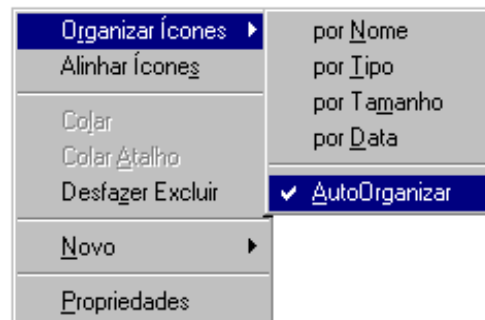 Organizar Ícones
Alinhar Ícones
Colar
Colar Atalho
Desfazer Excluir
Novo
Propriedades
por Nome
por Tipo
por Tamanho
por Data
AutoOrganizar